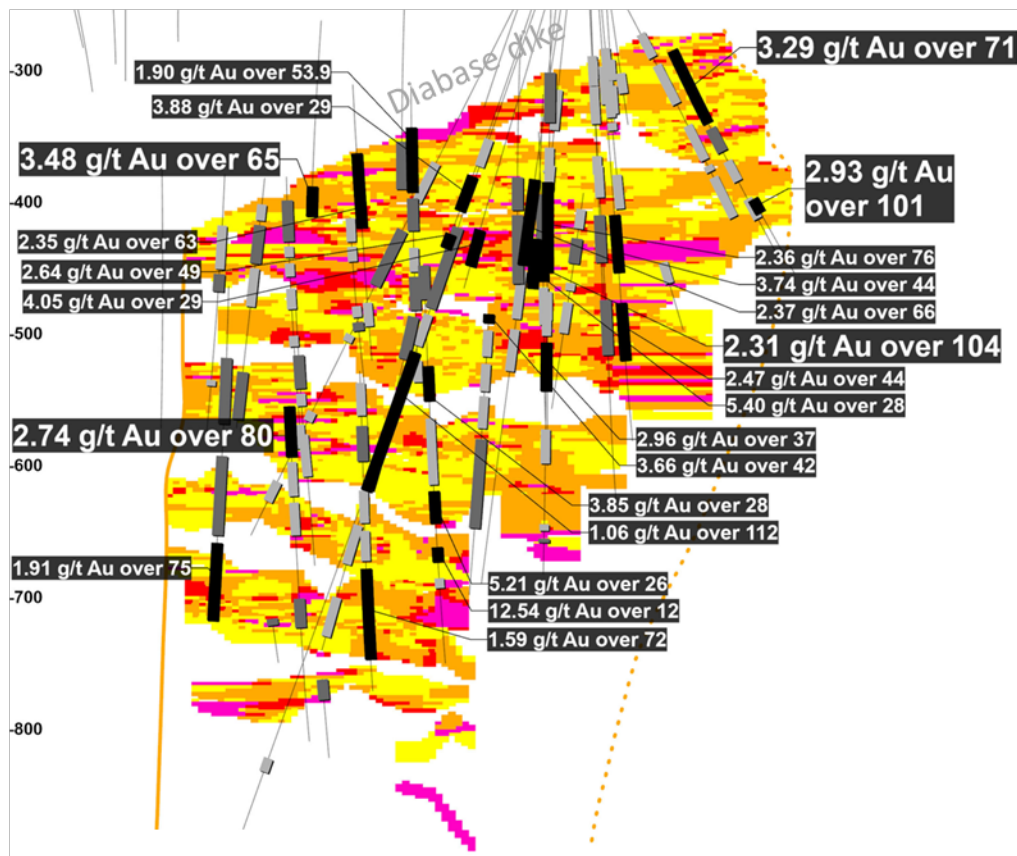 Diabase dike
-300
3.29 g/t Au over 71
1.90 g/t Au over 53.9
3.88 g/t Au over 29
3.48 g/t Au over 65
-400
2.93 g/t Au
over 101
2.35 g/t Au over 63
2.64 g/t Au over 49
4.05 g/t Au over 29
2.36 g/t Au over 76
3.74 g/t Au over 44
2.37 g/t Au over 66
-500
2.31 g/t Au over 104
2.47 g/t Au over 44
5.40 g/t Au over 28
2.74 g/t Au over 80
2.96 g/t Au over 37
3.66 g/t Au over 42
-600
3.85 g/t Au over 28
1.06 g/t Au over 112
1.91 g/t Au over 75
5.21 g/t Au over 26
-700
12.54 g/t Au over 12
1.59 g/t Au over 72
-800